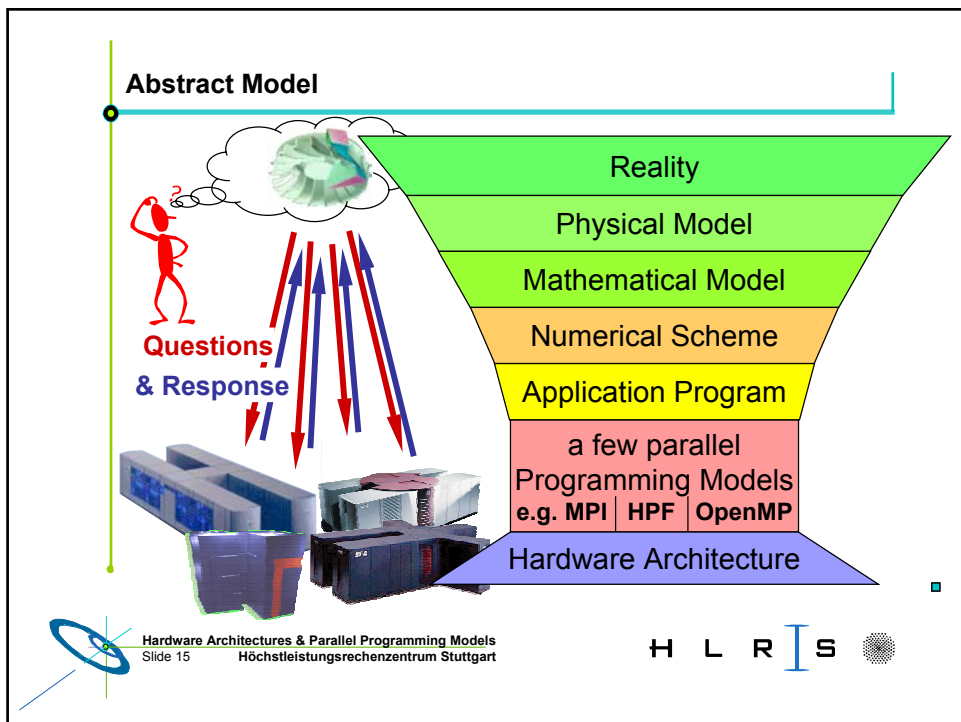 Abstract Model
?
Questions
& Response
Reality
Physical Model
Mathematical Model
Numerical Scheme
Application Program
a few parallel
Programming Models
e.g. MPI HPF OpenMP
Hardware Architecture
Hardware Architectures & Parallel Programming Models
Slide 15 Höchstleistungsrechenzentrum Stuttgart
H L R I S